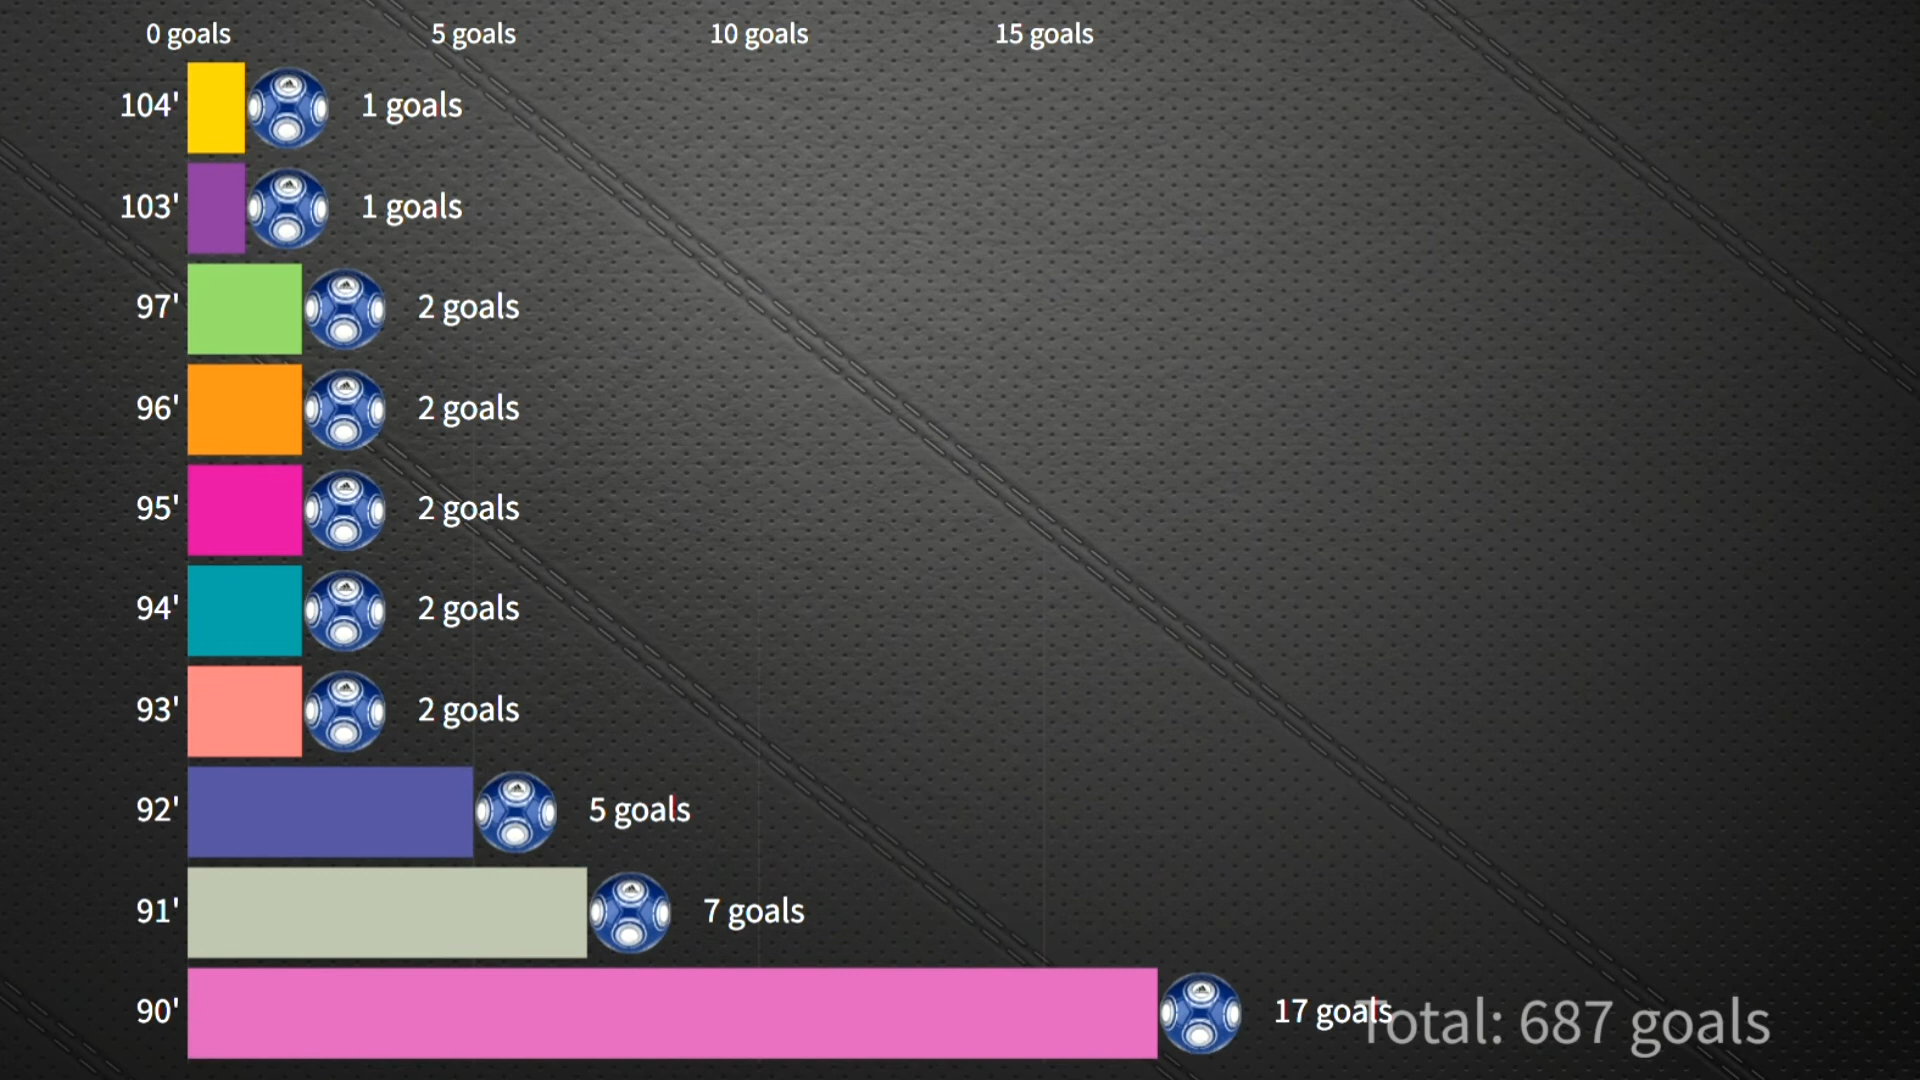 0 goals 5 goals 10 goals 15 goals
104' 1 goals
103' 1 goals
97' 2 goals
96' 2 goals
95' 2 goals
94' 2 goals
93' 2 goals
92' 5 goals
91' 7 goals
90' 17 goals
Total: 687 goals